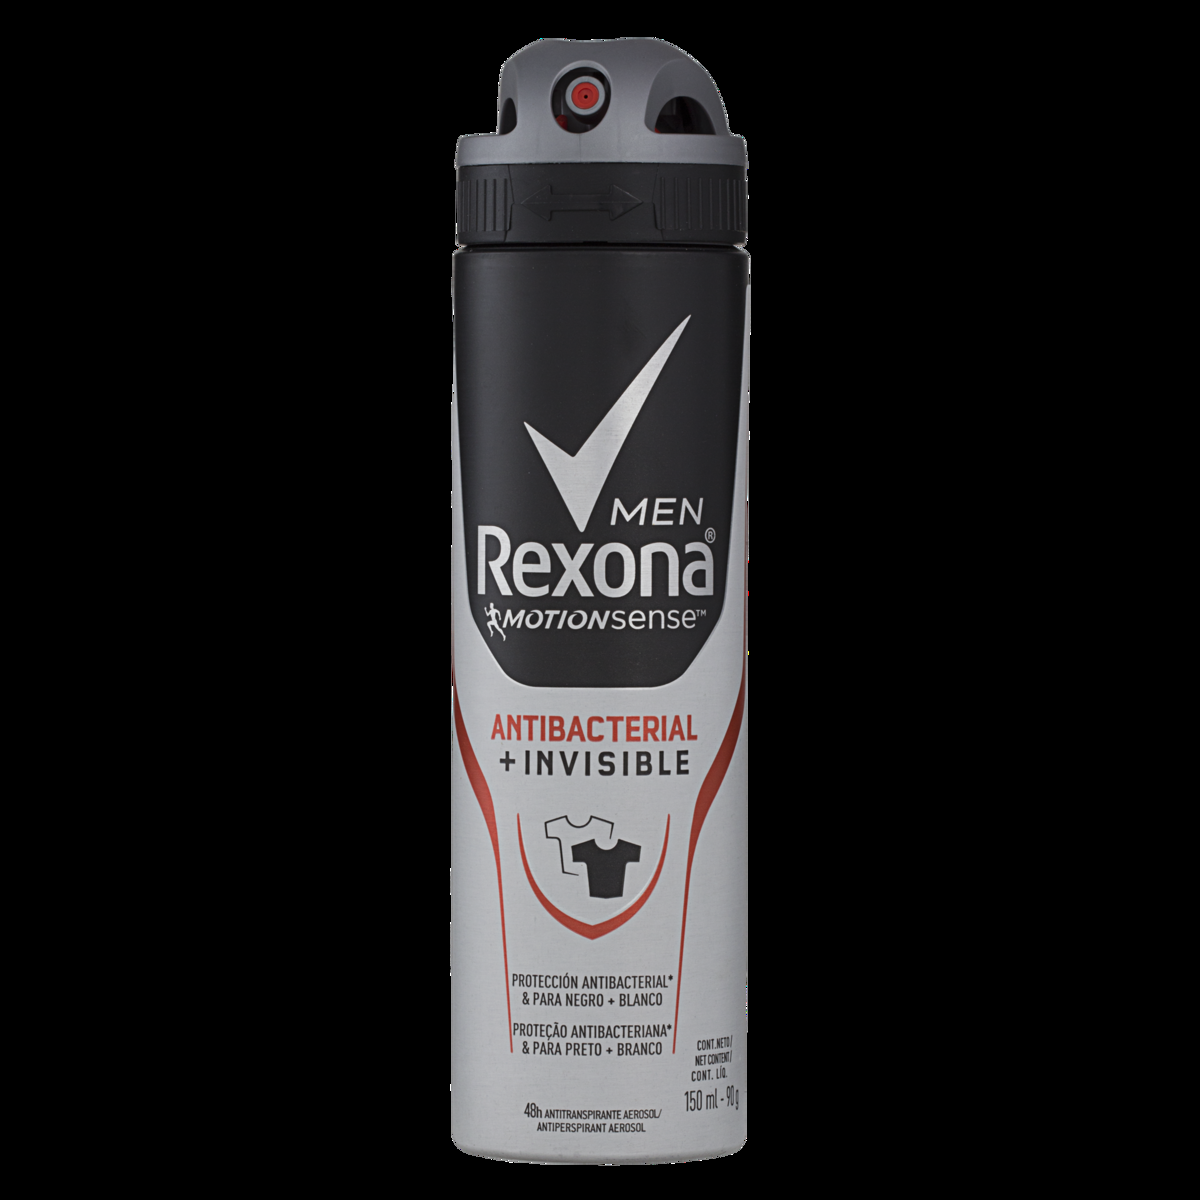 MEN
Rexona®
MOTIONsense™
ANTIBACTERIAL
+ INVISIBLE
PROTECCIÓN ANTIBACTERIAL*
& PARA NEGRO + BLANCO
PROTEÇÃO ANTIBACTERIANA*
& PARA PRETO + BRANCO
CONT.NETO/
NET CONTENT/
CONT. LÍQ.
150 ml - 90 g
48h ANTITRANSPIRANTE AEROSOL/
ANTIPERSPIRANT AEROSOL